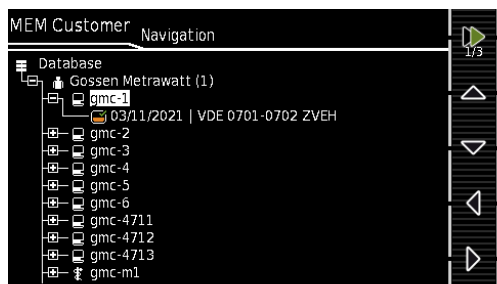 MEM Customer
Navigation
1/3
Database
Gossen Metrawatt (1)
gmc-1
03/11/2021 | VDE 0701-0702 ZVEH
gmc-2
gmc-3
gmc-4
gmc-5
gmc-6
gmc-4711
gmc-4712
gmc-4713
gmc-m1